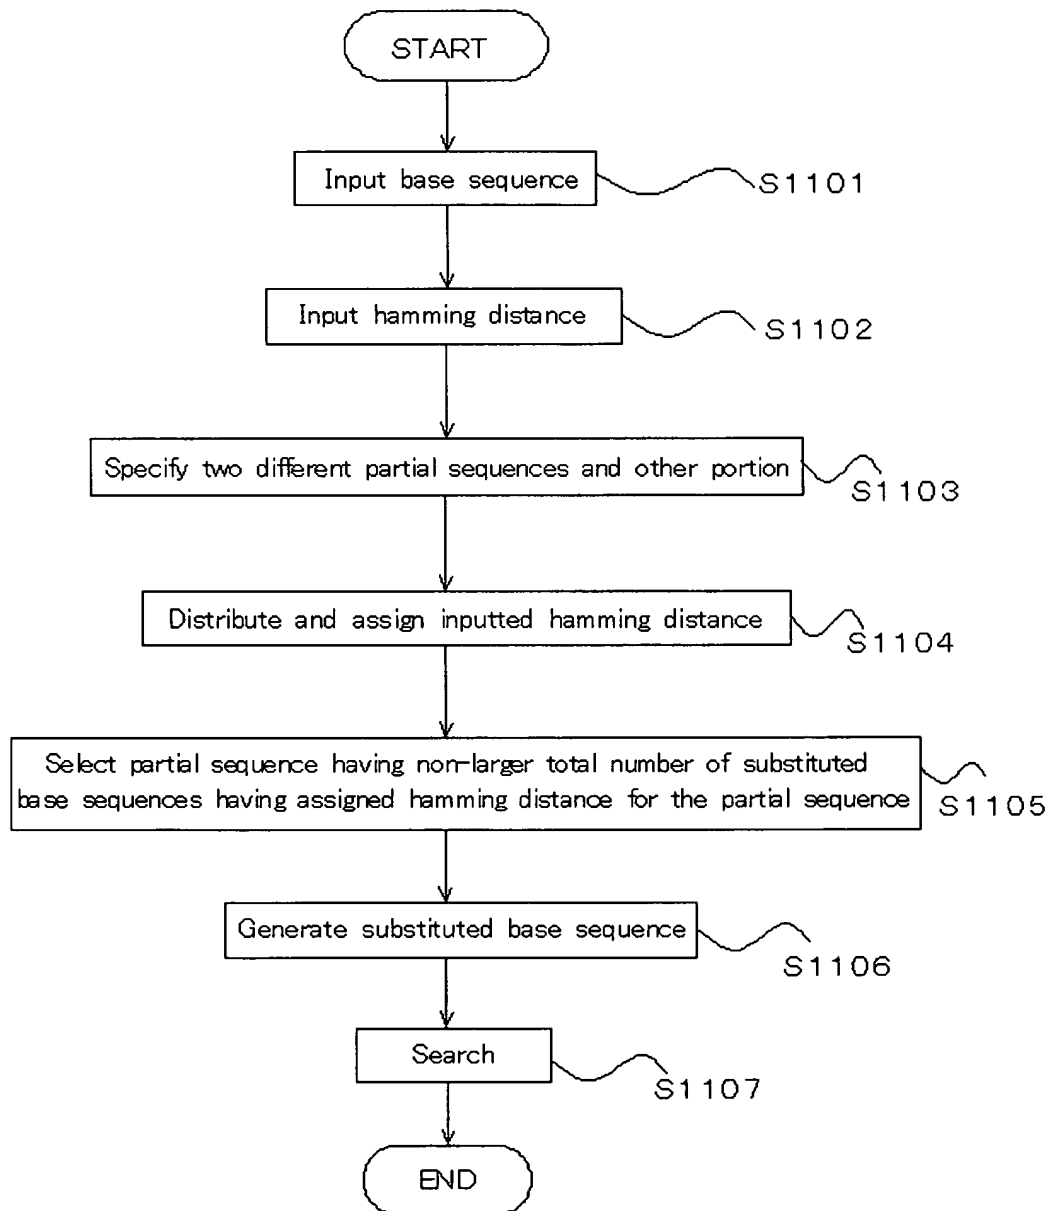 START
Input base sequence
S1101
Input hamming distance
S1102
Specify two different partial sequences and other portion
S1103
Distribute and assign inputted hamming distance
S1104
Select partial sequence having non-larger total number of substituted
base sequences having assigned hamming distance for the partial sequence
S1105
Generate substituted base sequence
S1106
Search
S1107
END